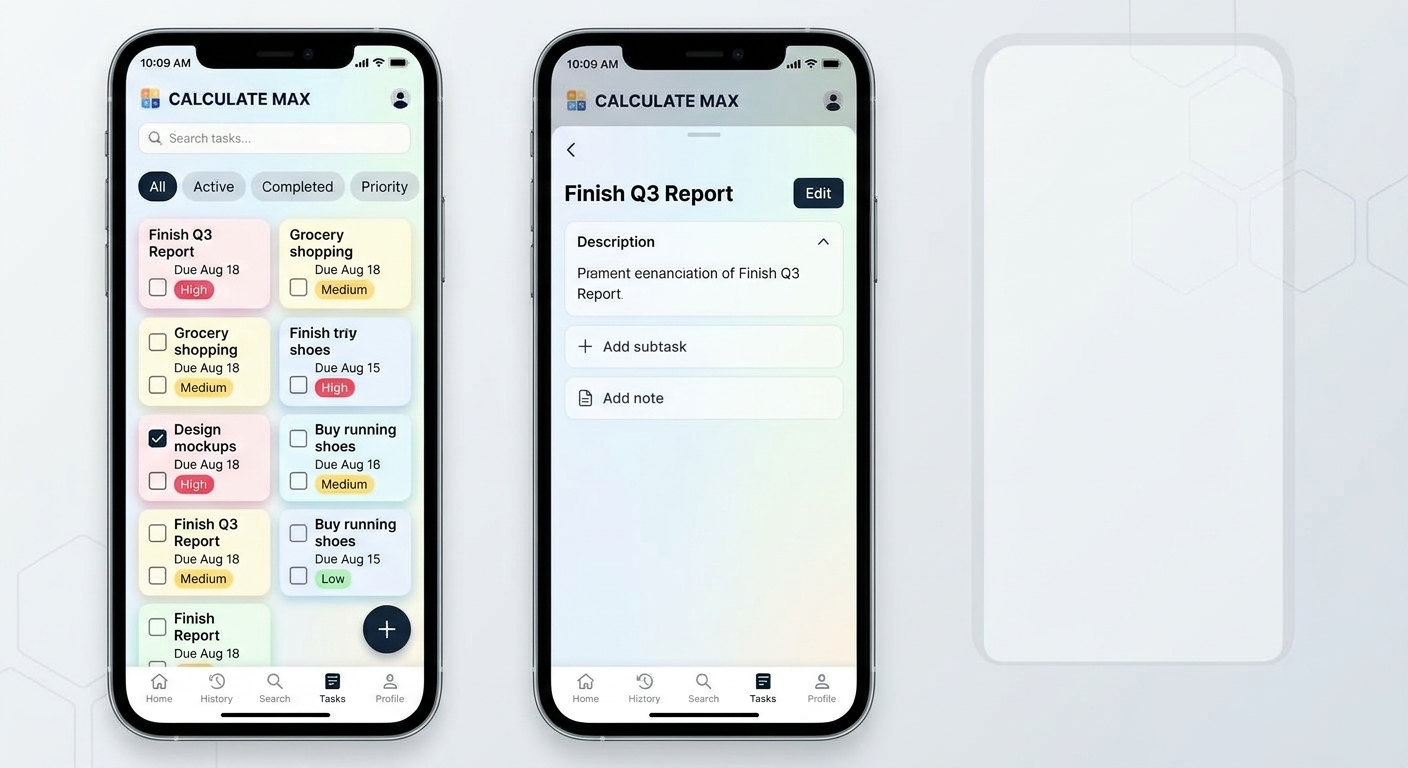 10:09 AM
CALCULATE MAX
Search tasks...
All
Active
Completed
Priority
Finish Q3
Report
Due Aug 18
High
Grocery
shopping
Due Aug 18
Medium
Grocery
shopping
Due Aug 18
Medium
Finish triy
shoes
Due Aug 15
High
Design
mockups
Due Aug 18
High
Buy running
shoes
Due Aug 16
Medium
Finish Q3
Report
Due Aug 18
Medium
Buy running
shoes
Due Aug 15
Low
Finish
Report
Due Aug 18
Home
History
Search
Tasks
Profile
10:09 AM
CALCULATE MAX
Finish Q3 Report
Edit
Description
Prament eenanciation of Finish Q3
Report.
Add subtask
Add note
Home
Hiztory
Search
Tasks
Profile